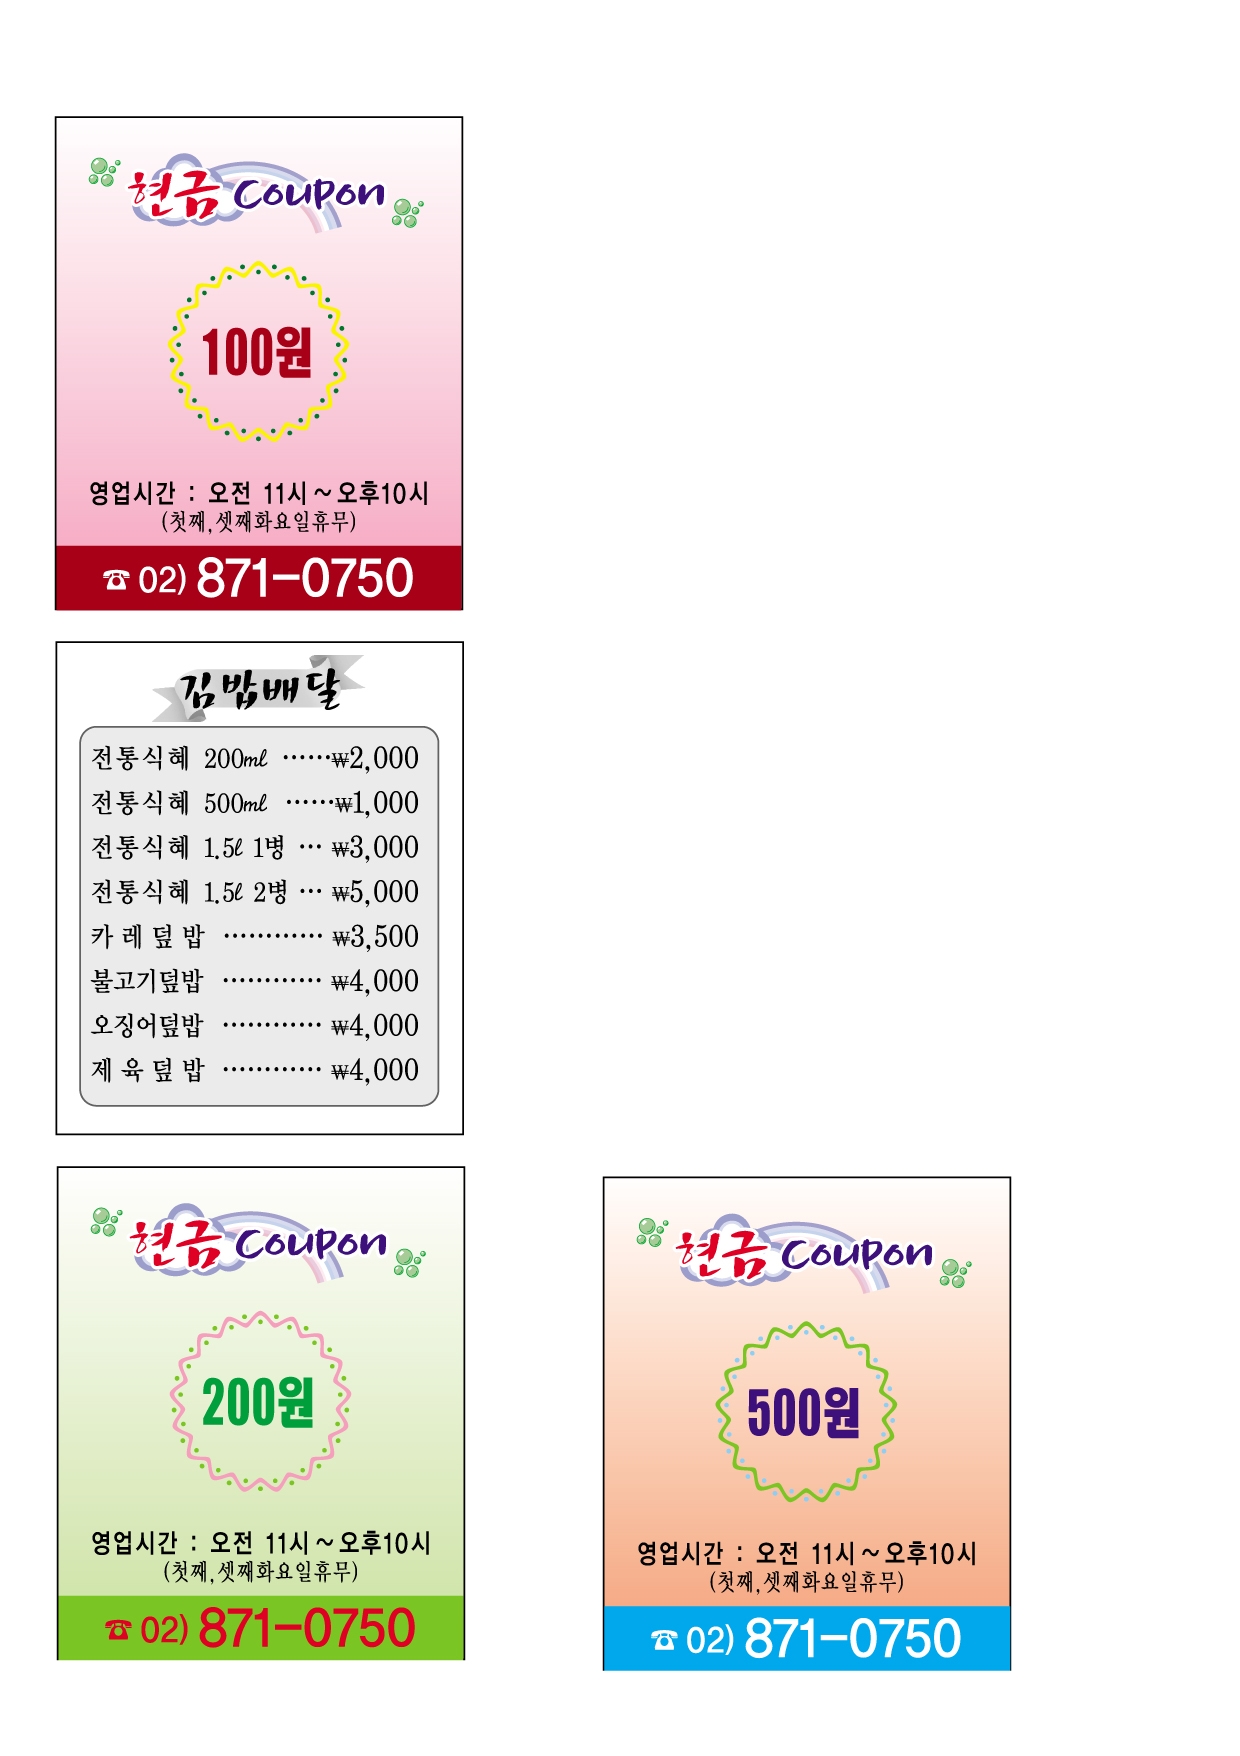 현금 Coupon
100원
영업시간 : 오전 11시~오후10시
(첫째,셋째화요일휴무)
☎ 02) 871-0750
김밥배달
전통식혜 200㎖ ……₩2,000
전통식혜 500㎖ ……₩1,000
전통식혜 1.5ℓ 1병 … ₩3,000
전통식혜 1.5ℓ 2병 … ₩5,000
카 레 덮 밥 ………… ₩3,500
불고기덮밥 ………… ₩4,000
오징어덮밥 ………… ₩4,000
제 육 덮 밥 ………… ₩4,000
현금 Coupon
200원
영업시간 : 오전 11시~오후10시
(첫째,셋째화요일휴무)
☎ 02) 871-0750
현금 Coupon
500원
영업시간 : 오전 11시~오후10시
(첫째,셋째화요일휴무)
☎ 02) 871-0750